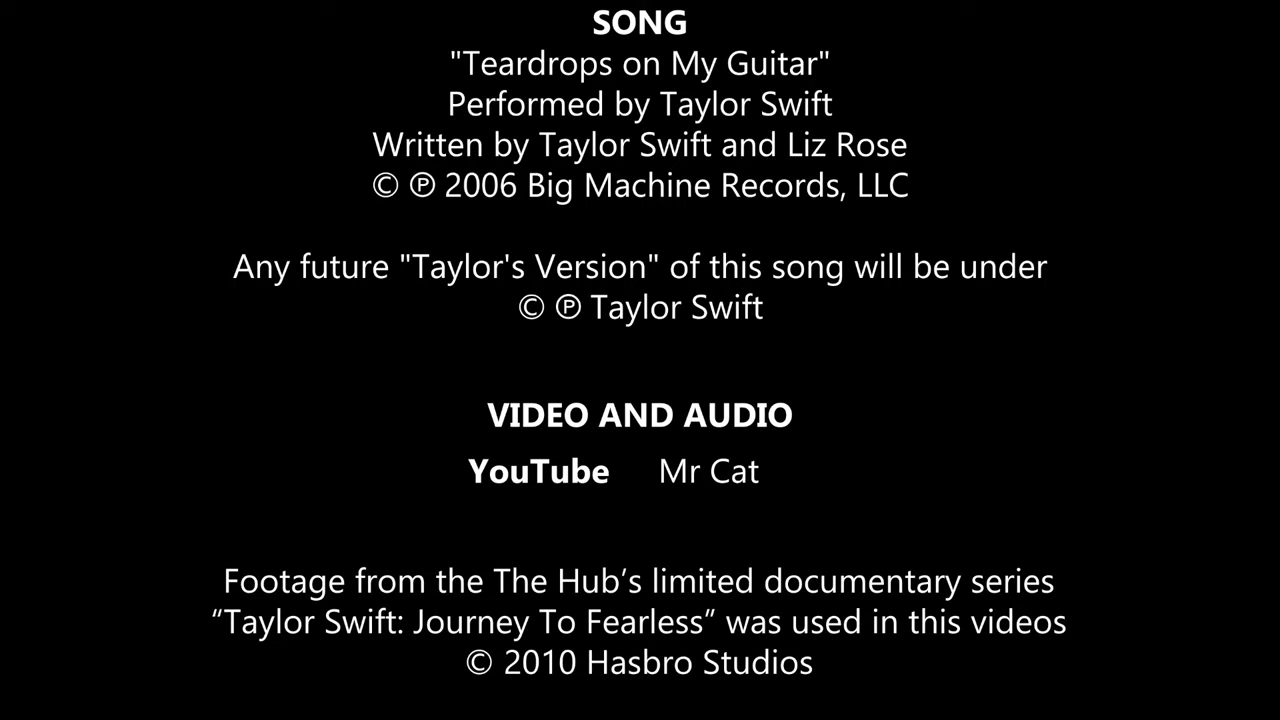 SONG
"Teardrops on My Guitar"
Performed by Taylor Swift
Written by Taylor Swift and Liz Rose
© ℗ 2006 Big Machine Records, LLC
Any future "Taylor's Version" of this song will be under
© ℗ Taylor Swift
VIDEO AND AUDIO
YouTube Mr Cat
Footage from the The Hub’s limited documentary series
“Taylor Swift: Journey To Fearless” was used in this videos
© 2010 Hasbro Studios